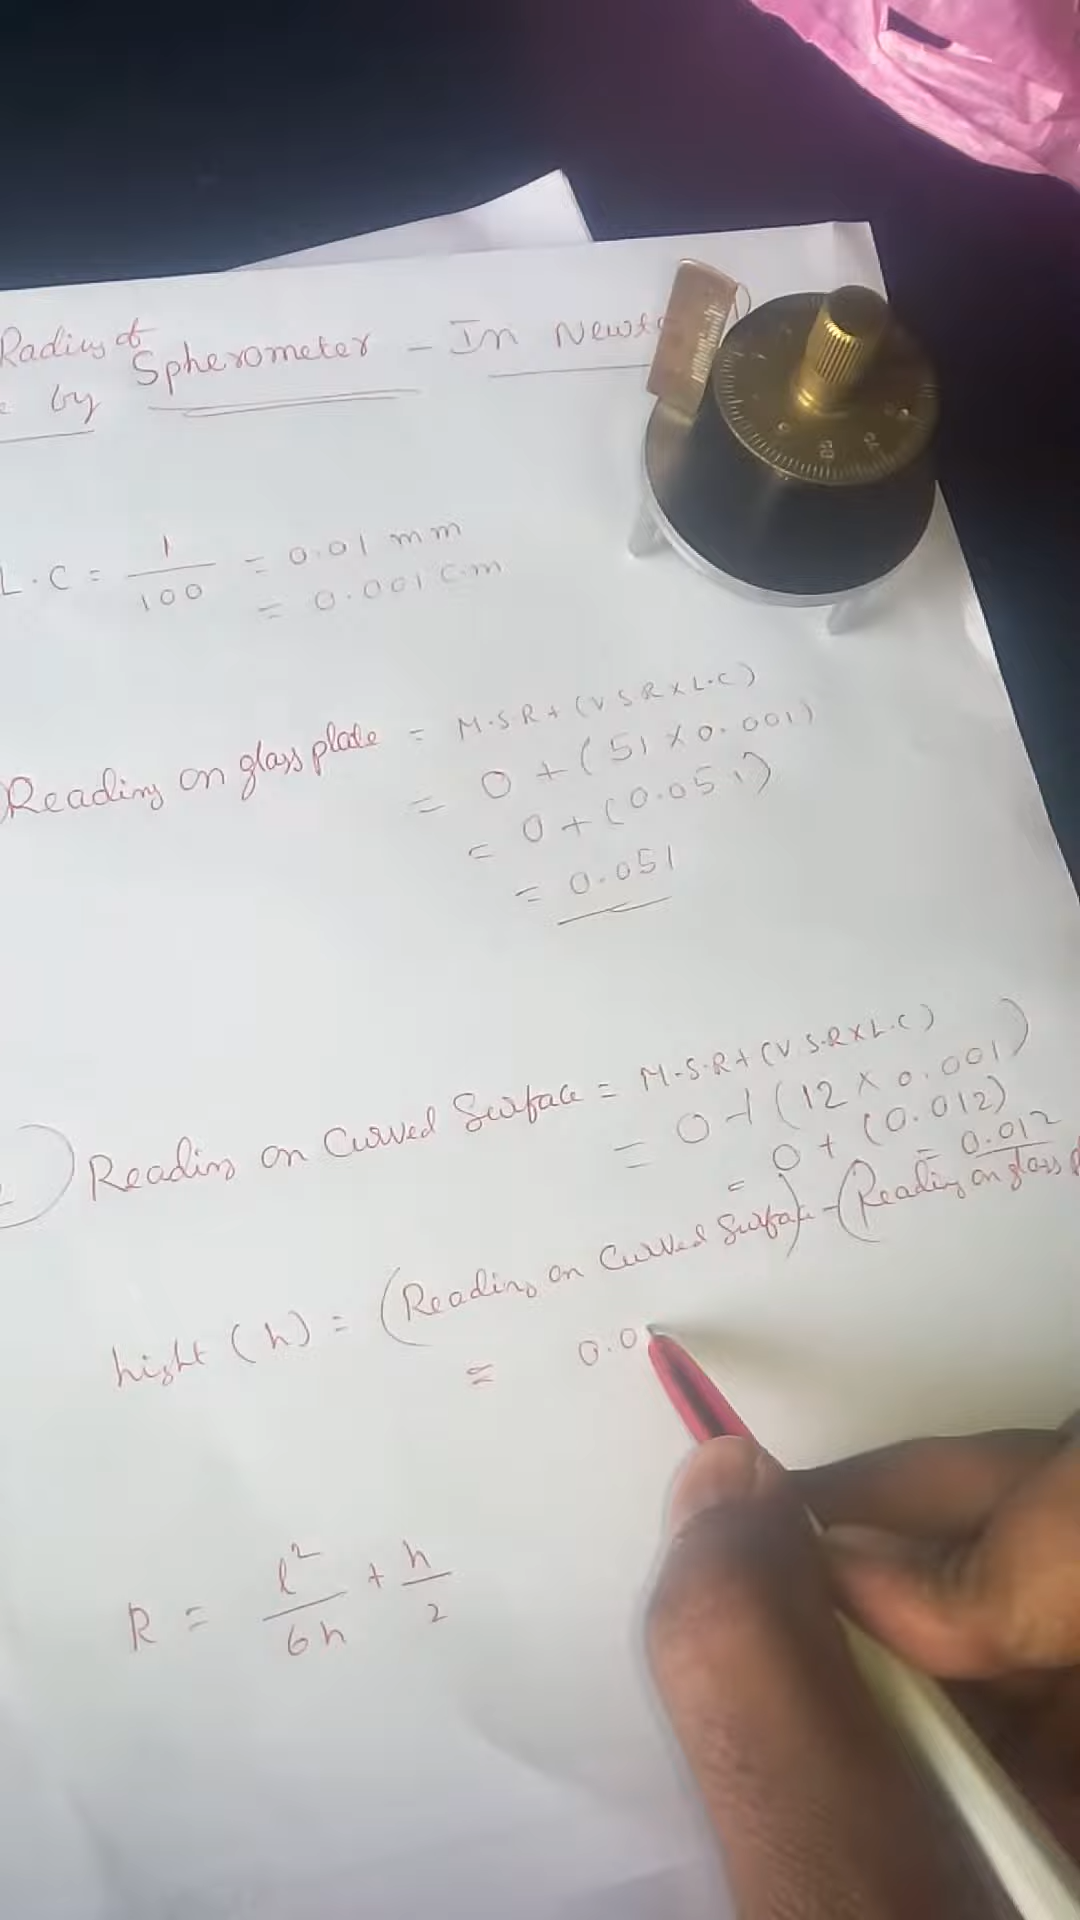 Radius of
by Spherometer - In Newto
L.C = 1/100 = 0.01 mm
= 0.001 c.m
Reading on glass plate = M.S.R + (V S R X L.C)
= 0 + (51 X 0.001)
= 0 + (0.051)
= 0.051
Reading on Curved Surface = M.S.R + (V.S.R X L.C)
= 0 + (12 X 0.001)
= 0 + (0.012)
= 0.012
hight (h) = (Reading on Curved Surface) - (Reading on glass p
= 0.0
R = l²/6h + h/2